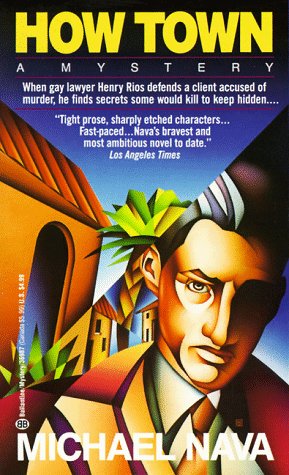 HOW TOWN
A MYSTERY
When gay lawyer Henry Rios defends a client accused of
murder, he finds secrets some would kill to keep hidden....
"Tight prose, sharply etched characters...
Fast-paced...Nava's bravest and
most ambitious novel to date."
Los Angeles Times
BB
MICHAEL NAVA